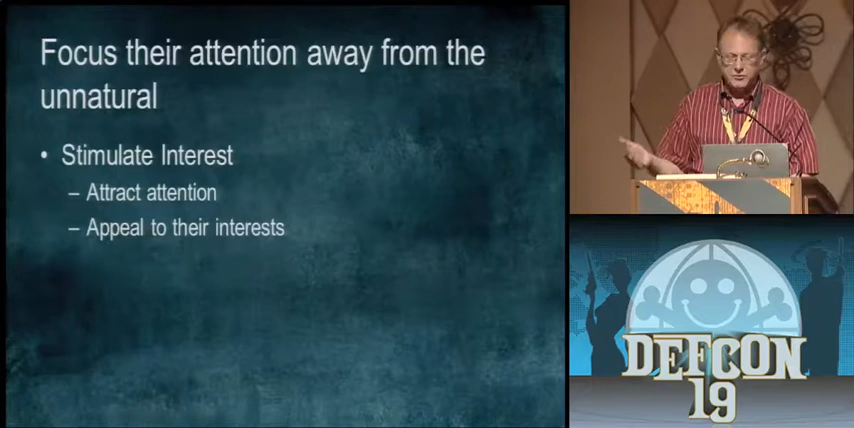 Focus their attention away from the
unnatural
• Stimulate Interest
– Attract attention
– Appeal to their interests
DEFCON
19